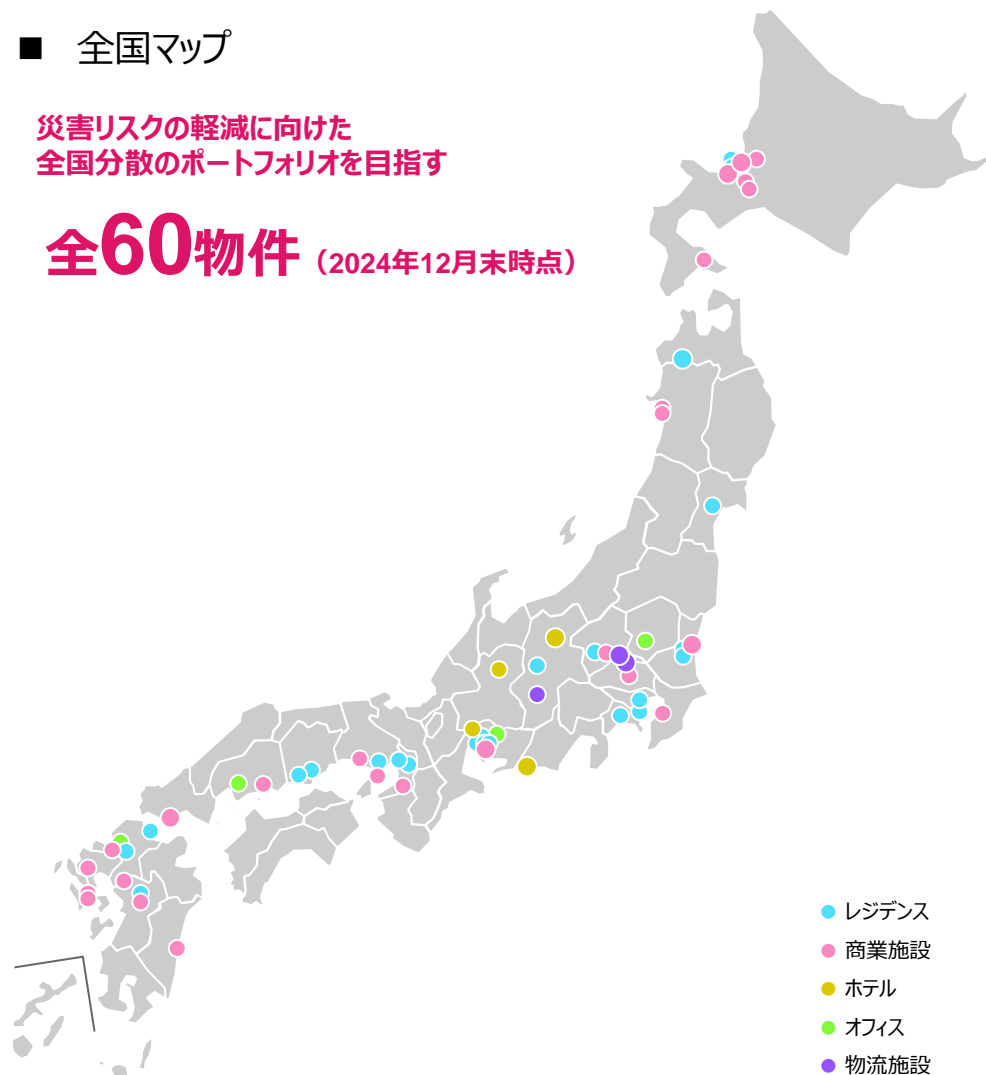 ■ 全国マップ
災害リスクの軽減に向けた
全国分散のポートフォリオを目指す
全60物件（2024年12月末時点）
レジデンス
商業施設
ホテル
オフィス
物流施設